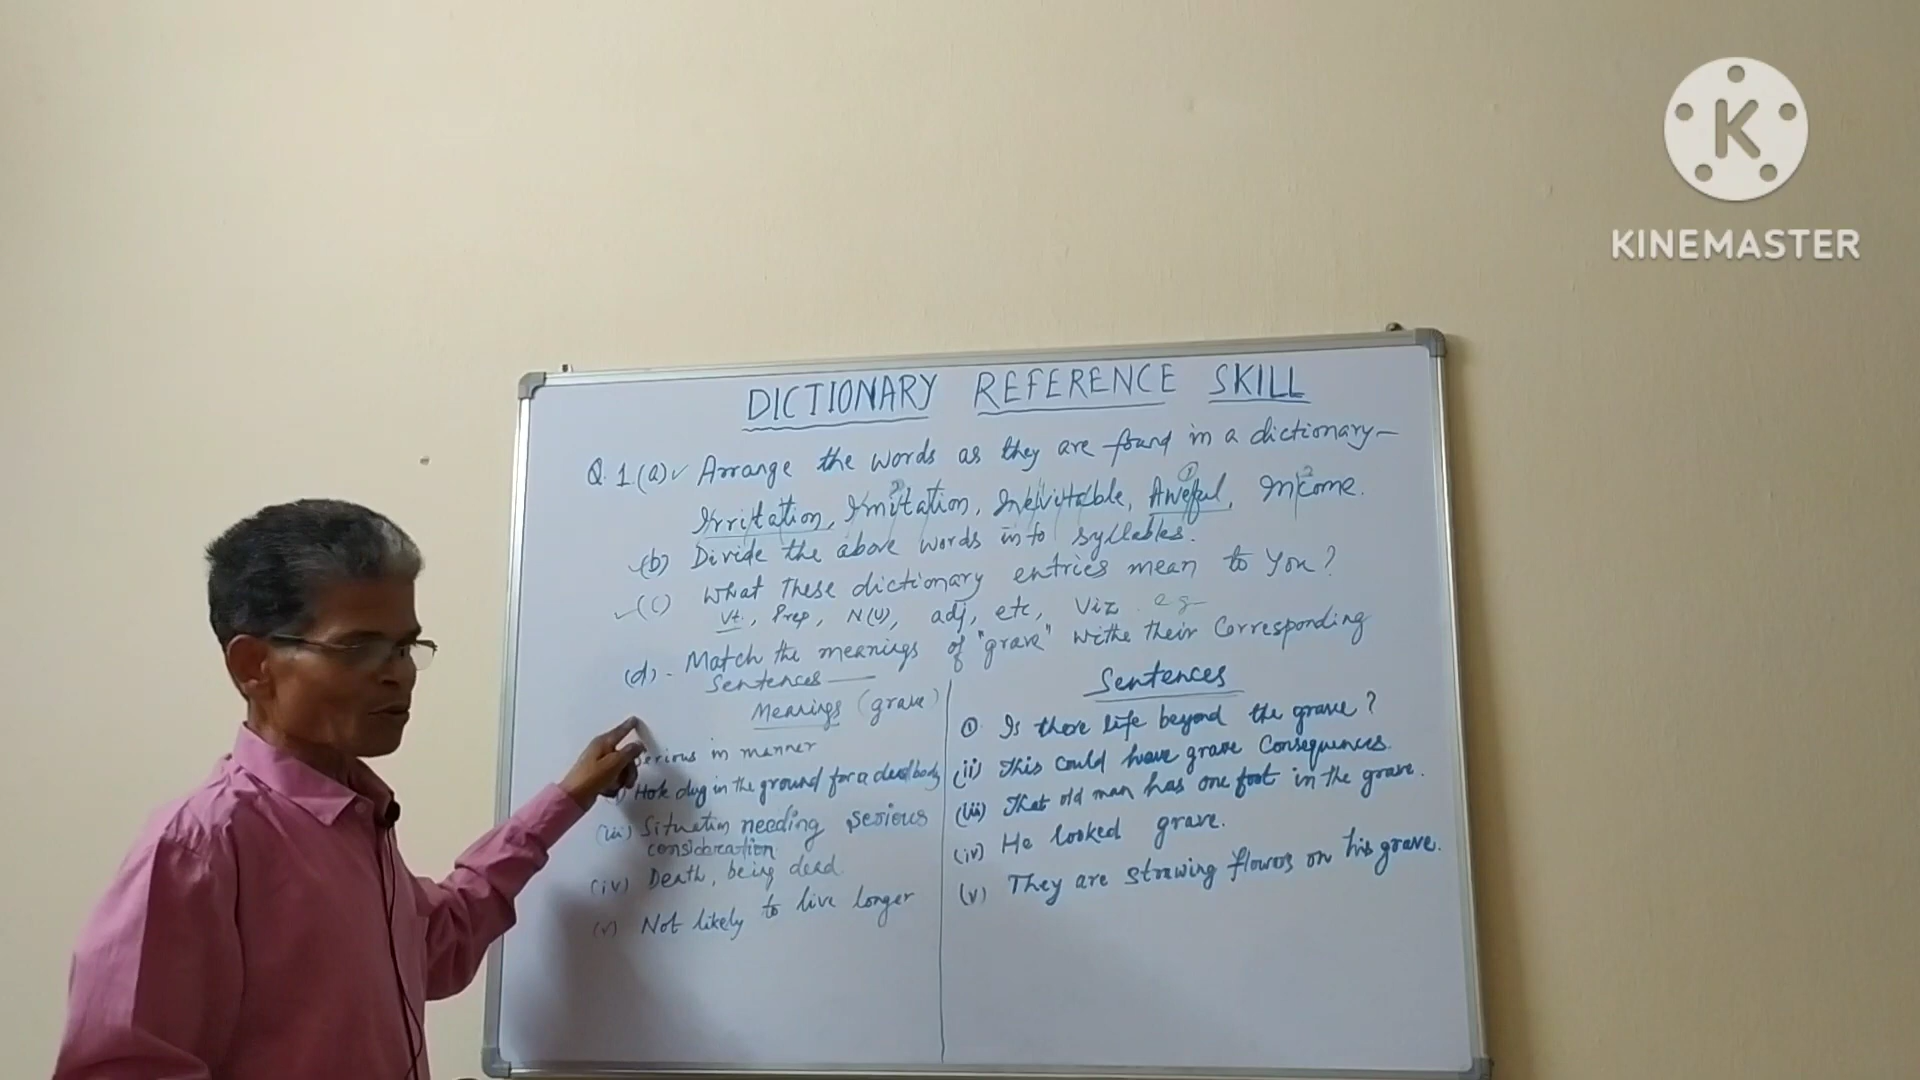 K
KINEMASTER
DICTIONARY REFERENCE SKILL
Q.1(a)✓ Arrange the words as they are found in a dictionary—
Irritation, Imitation, Inevitable, Aweful, Income.
(b) Divide the above words into syllables.
(c) What These dictionary entries mean to You?
Vt., Prep, N(U), adj, etc, Viz. eg
(d) - Match the meanings of "grave" withe their Corresponding
Sentences —
Meanings (grave)
Serious in manner
Hole dug in the ground for a dead body
(iii) Situation needing serious
consideration
(iv) Death, being dead.
(v) Not likely to live longer
Sentences
① Is there life beyond the grave?
(ii) This could have grave Consequences.
(iii) That old man has one foot in the grave.
(iv) He looked grave.
(v) They are strawing flowers on his grave.